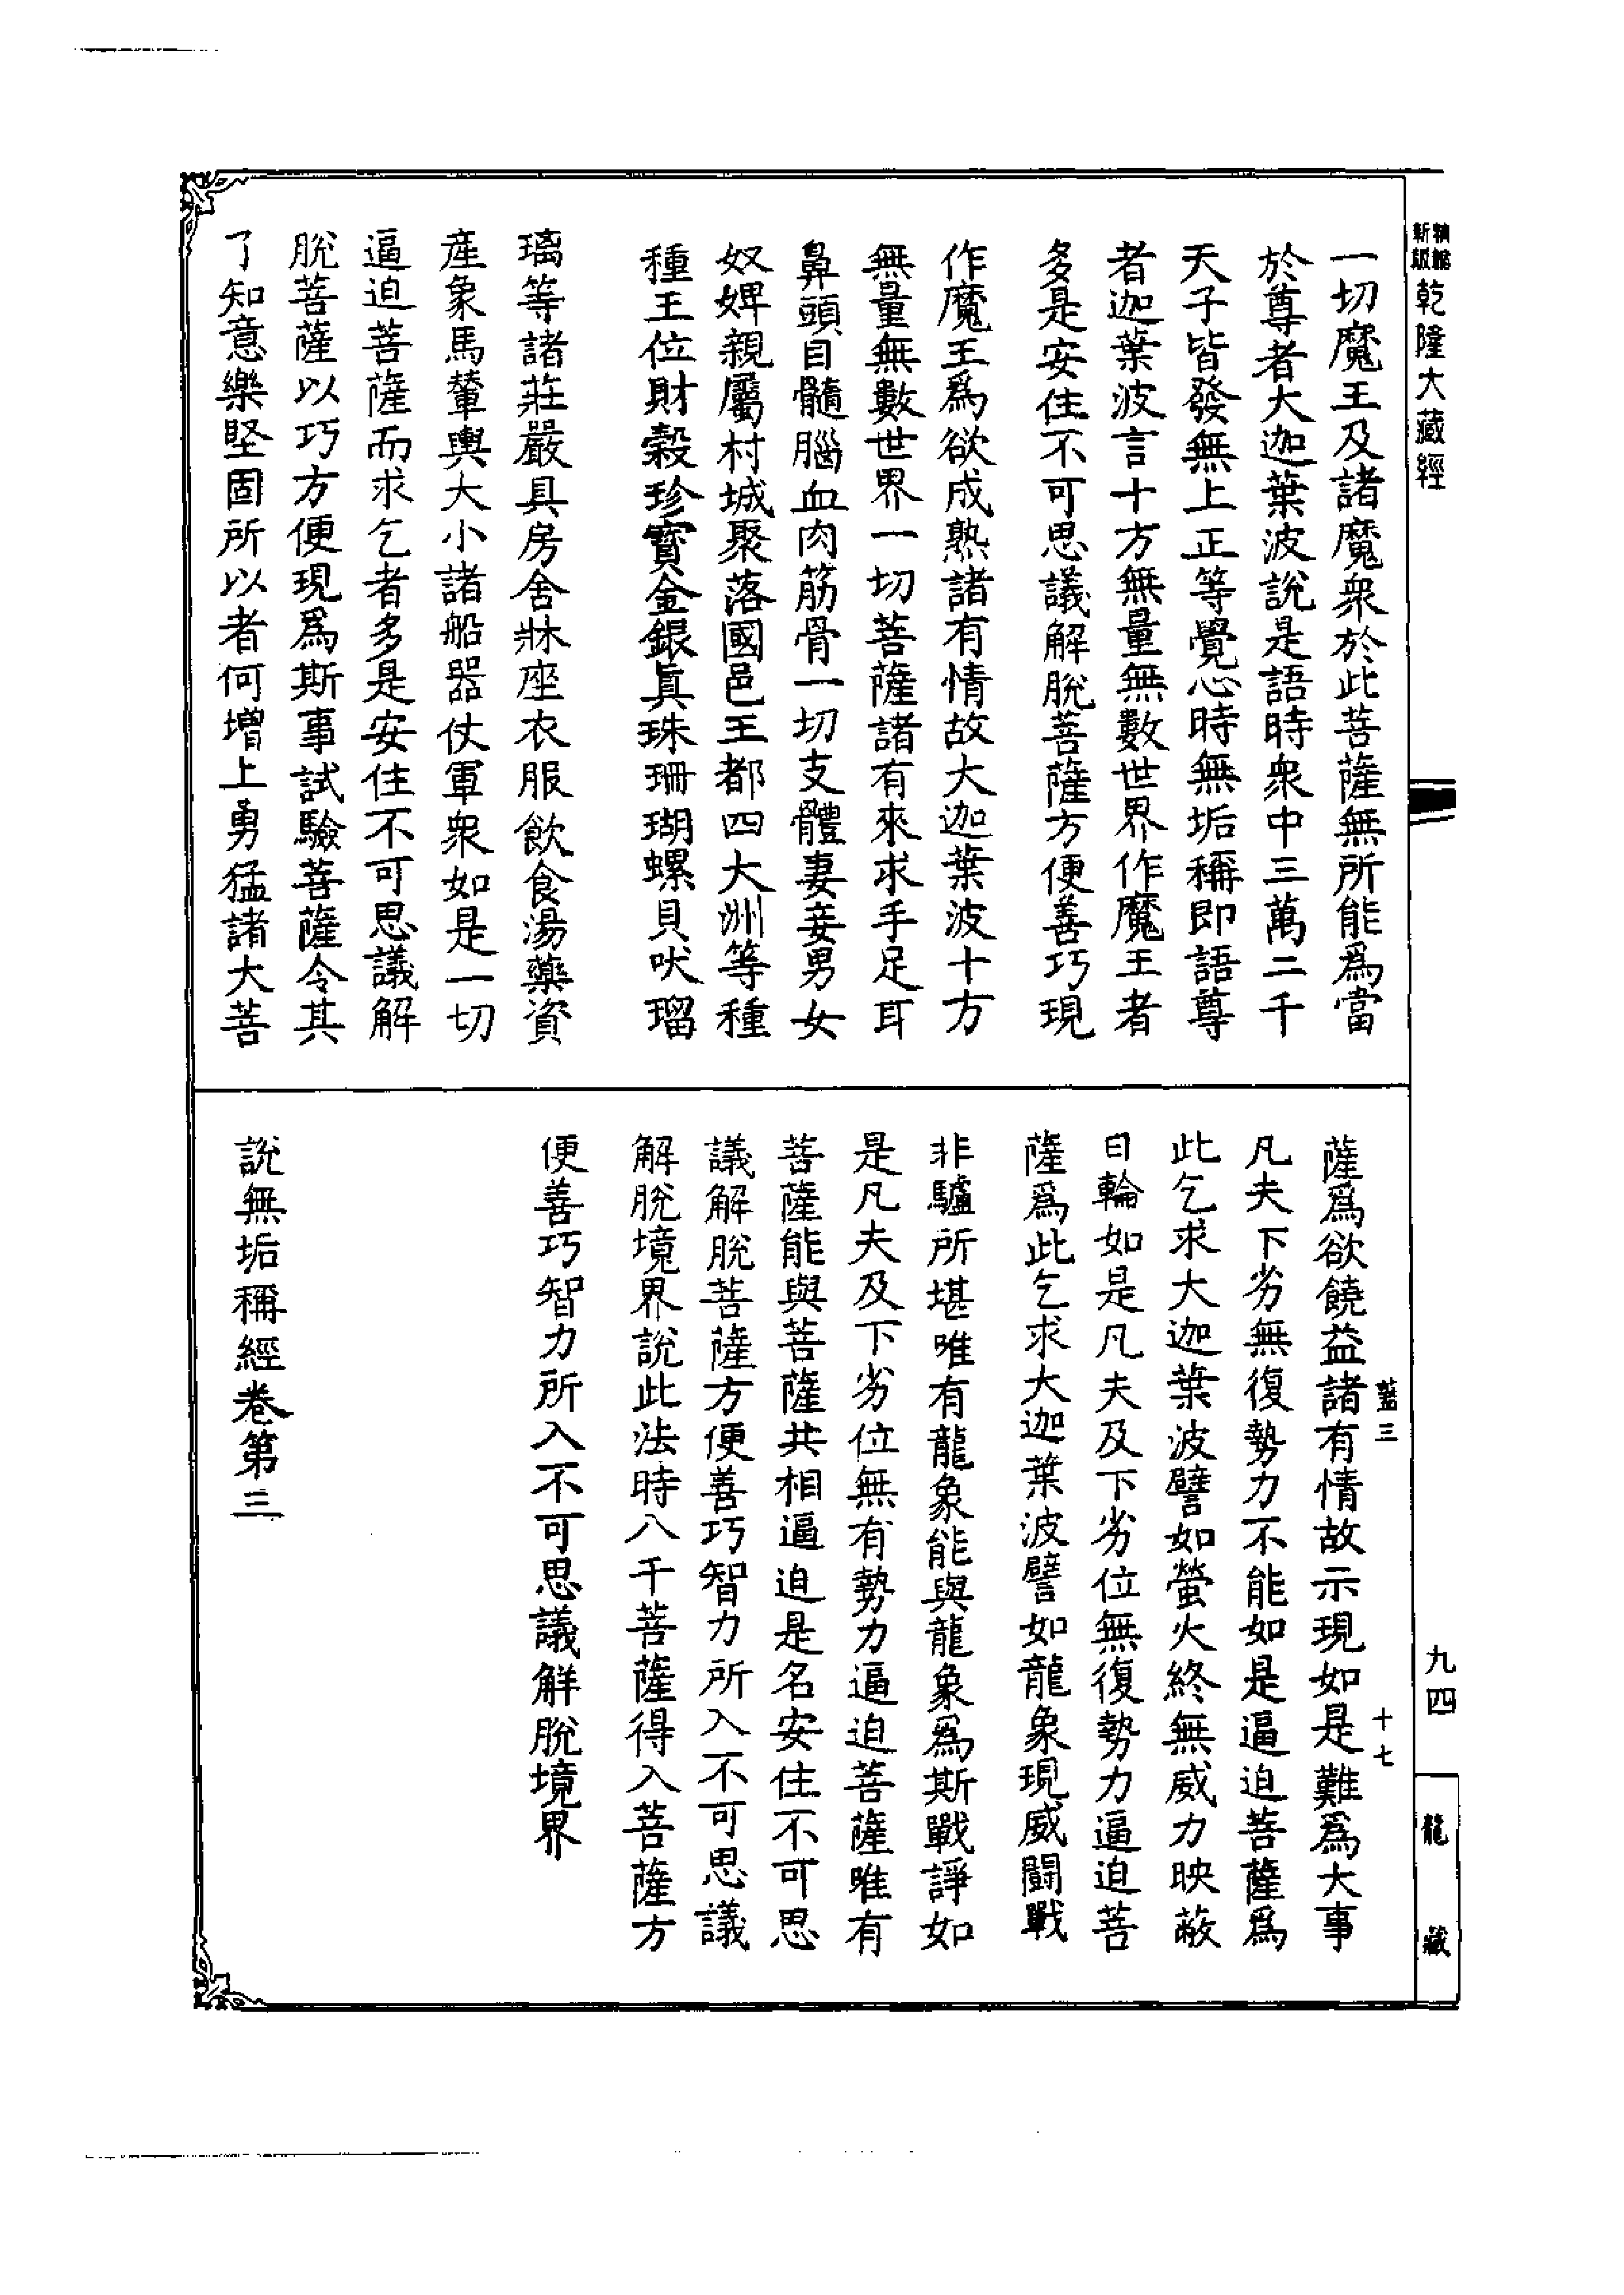 精縮
新版
乾隆大藏經
一切魔王及諸魔衆於此菩薩無所能爲當
於尊者大迦葉波說是語時衆中三萬二千
天子皆發無上正等覺心時無垢稱即語尊
者迦葉波言十方無量無數世界作魔王者
多是安住不可思議解脫菩薩方便善巧現
作魔王爲欲成熟諸有情故大迦葉波十方
無量無數世界一切菩薩諸有來求手足耳
鼻頭目髓腦血肉筋骨一切支體妻妾男女
奴婢親屬村城聚落國邑王都四大洲等種
種王位財穀珍寶金銀眞珠珊瑚螺貝吠瑠
璃等諸莊嚴具房舍牀座衣服飲食湯藥資
產象馬輦輿大小諸船器仗軍衆如是一切
逼迫菩薩而求乞者多是安住不可思議解
脫菩薩以巧方便現爲斯事試驗菩薩令其
了知意樂堅固所以者何增上勇猛諸大菩
藍三
十七
薩爲欲饒益諸有情故示現如是難爲大事
凡夫下劣無復勢力不能如是逼迫菩薩爲
此乞求大迦葉波譬如螢火終無威力映蔽
日輪如是凡夫及下劣位無復勢力逼迫菩
薩爲此乞求大迦葉波譬如龍象現威鬬戰
非驢所堪唯有龍象能與龍象爲斯戰諍如
是凡夫及下劣位無有勢力逼迫菩薩唯有
菩薩能與菩薩共相逼迫是名安住不可思
議解脫菩薩方便善巧智力所入不可思議
解脫境界說此法時八千菩薩得入菩薩方
便善巧智力所入不可思議解脫境界
說無垢稱經卷第三
九四
龍藏